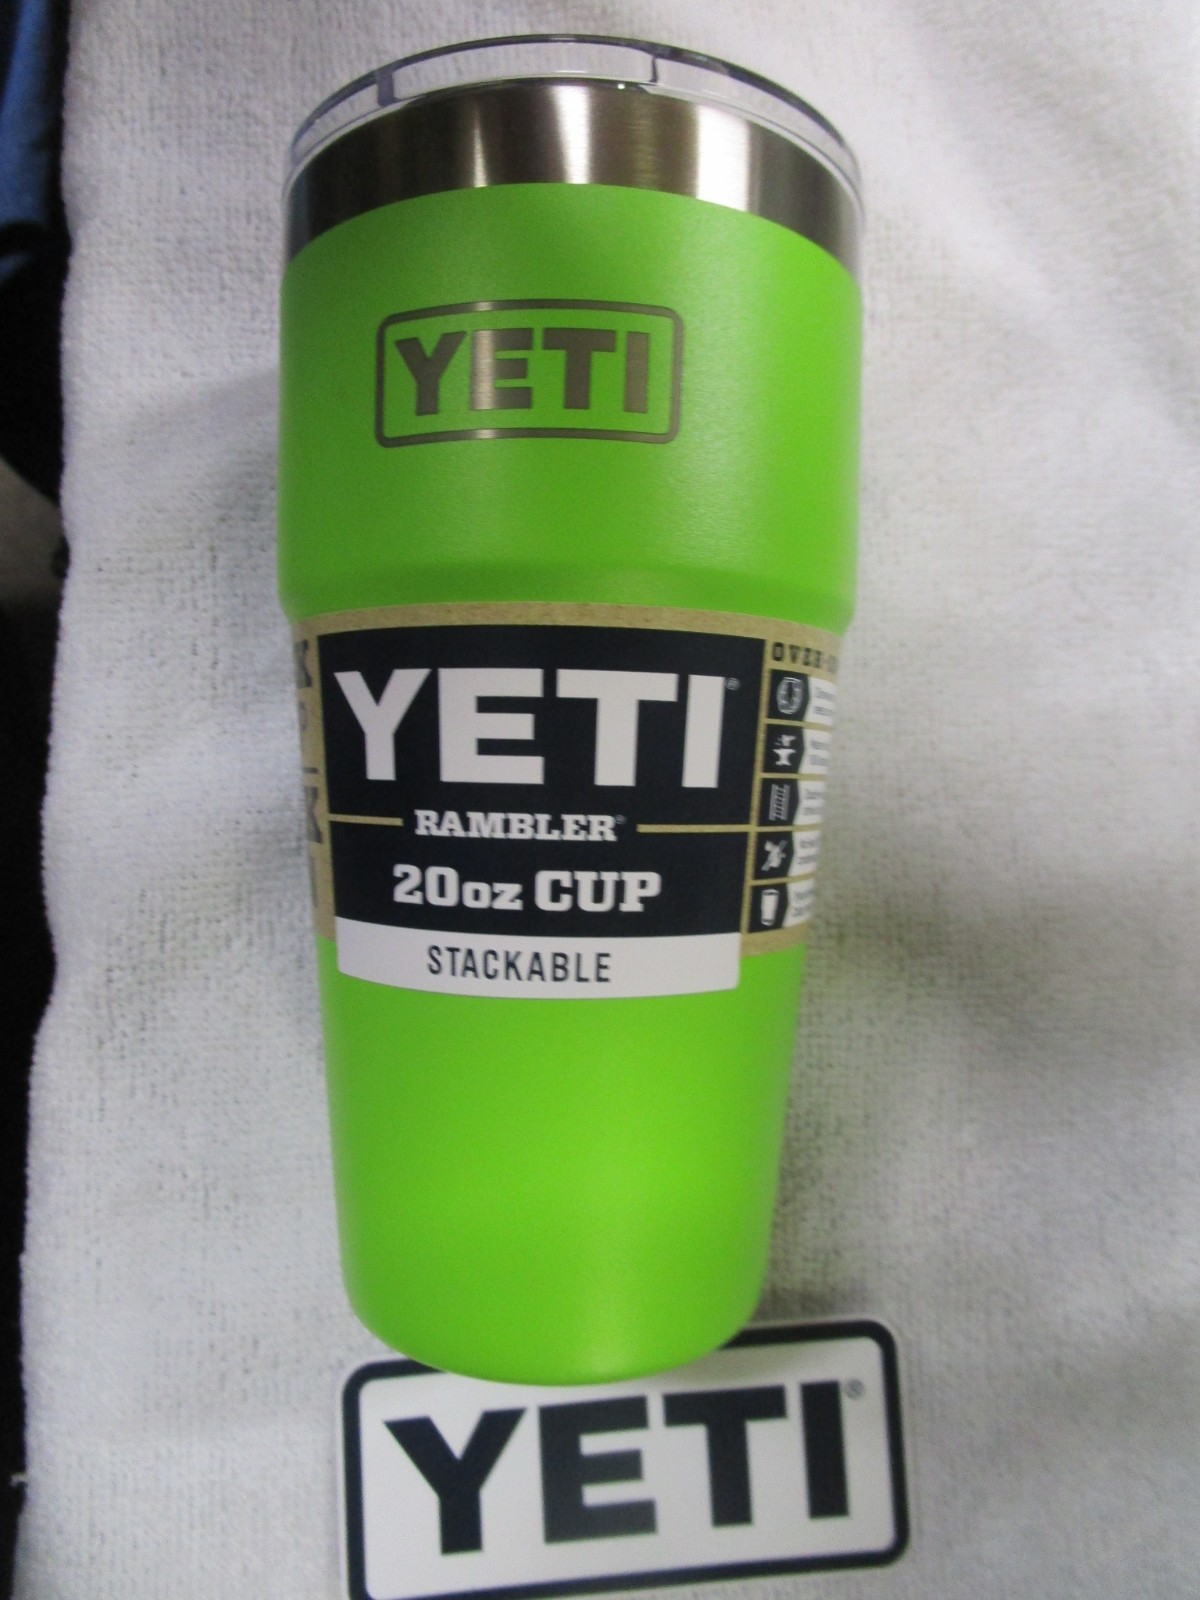 YETI
YETI®
RAMBLER®
20oz CUP
STACKABLE
YETI®